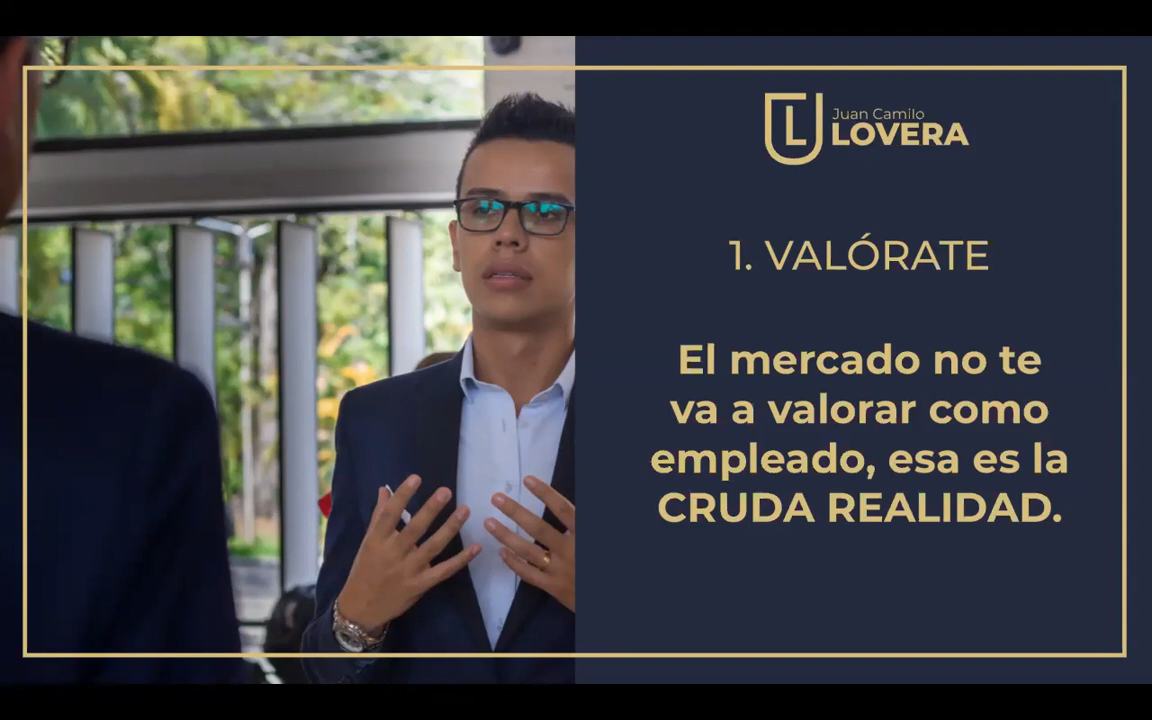 Juan Camilo
LOVERA
1. VALÓRATE
El mercado no te
va a valorar como
empleado, esa es la
CRUDA REALIDAD.